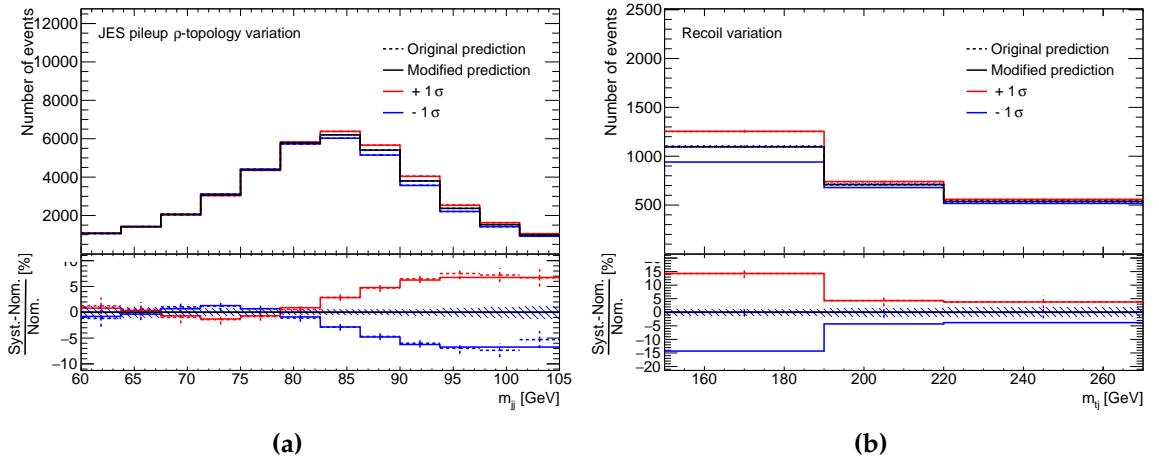 JES pileup ρ-topology variation
Original prediction
Modified prediction
+ 1 σ
- 1 σ
Number of events
12000
10000
8000
6000
4000
2000
Syst.-Nom. [%]
Nom.
10
5
0
−5
−10
60 65 70 75 80 85 90 95 100 105
m_jj [GeV]
(a)
Recoil variation
Original prediction
Modified prediction
+ 1 σ
- 1 σ
Number of events
2500
2000
1500
1000
500
Syst.-Nom. [%]
Nom.
15
10
5
0
−5
−10
−15
−20
160 180 200 220 240 260
m_tj [GeV]
(b)